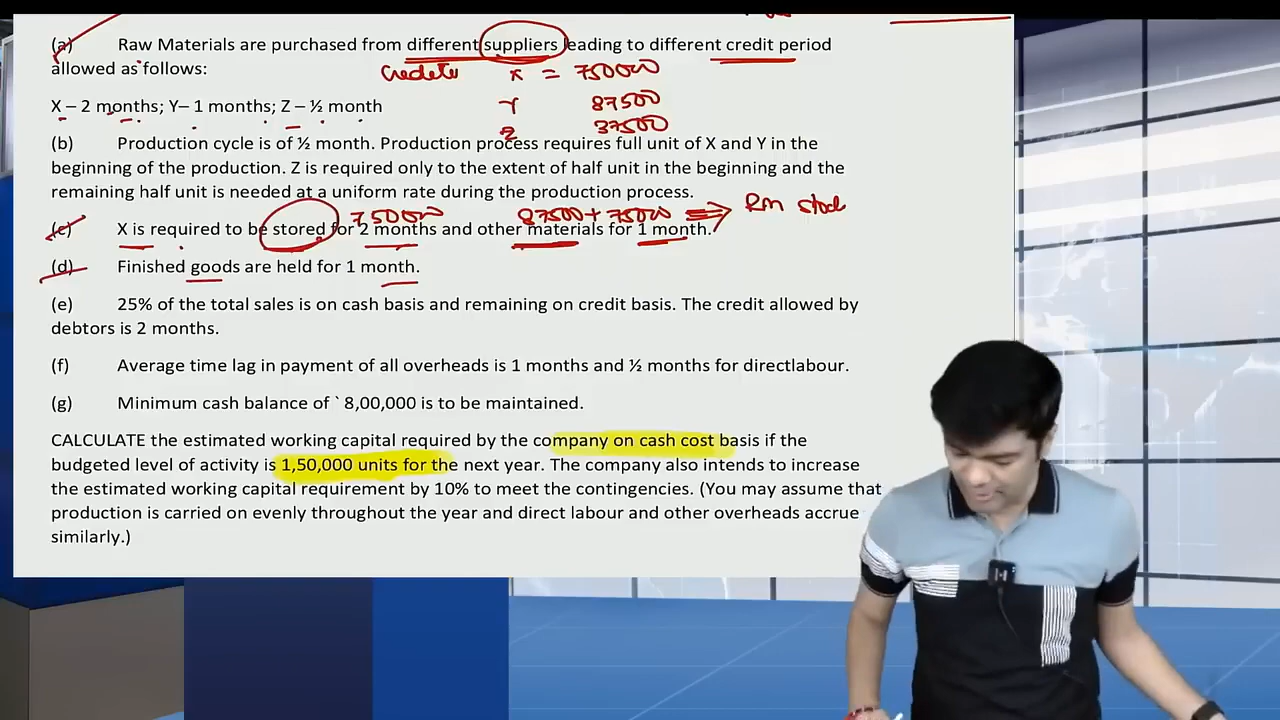 (a) Raw Materials are purchased from different suppliers leading to different credit period
allowed as follows:
X = 750000
X – 2 months; Y– 1 months; Z – ½ month
Y 87500
Z 37500
(b) Production cycle is of ½ month. Production process requires full unit of X and Y in the
beginning of the production. Z is required only to the extent of half unit in the beginning and the
remaining half unit is needed at a uniform rate during the production process.
750000 87500+75000 ⇒ Rm stock
(c) X is required to be stored for 2 months and other materials for 1 month.
(d) Finished goods are held for 1 month.
(e) 25% of the total sales is on cash basis and remaining on credit basis. The credit allowed by
debtors is 2 months.
(f) Average time lag in payment of all overheads is 1 months and ½ months for directlabour.
(g) Minimum cash balance of ` 8,00,000 is to be maintained.
CALCULATE the estimated working capital required by the company on cash cost basis if the
budgeted level of activity is 1,50,000 units for the next year. The company also intends to increase
the estimated working capital requirement by 10% to meet the contingencies. (You may assume that
production is carried on evenly throughout the year and direct labour and other overheads accrue
similarly.)